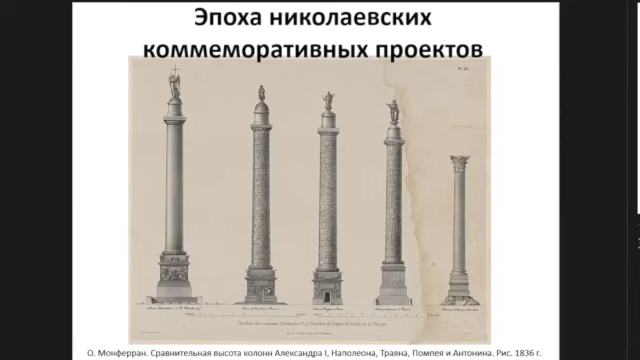 Эпоха николаевских
коммеморативных проектов
О. Монферран. Сравнительная высота колонн Александра I, Наполеона, Траяна, Помпея и Антонина. Рис. 1836 г.